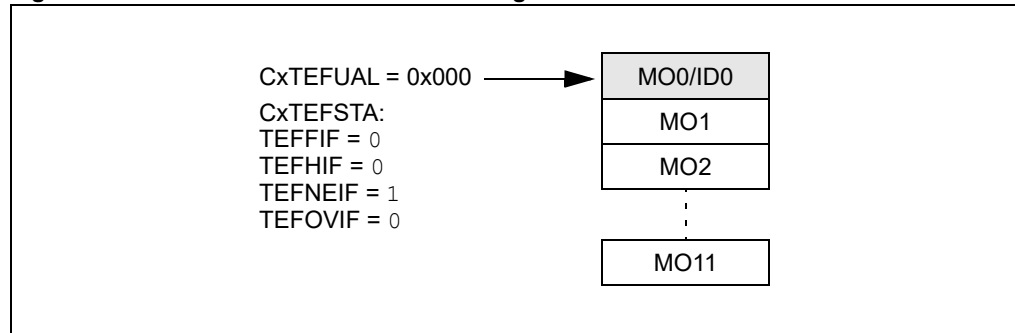 CxTEFUAL = 0x000
CxTEFSTA:
TEFFIF = 0
TEFHIF = 0
TEFNEIF = 1
TEFOVIF = 0
MO0/ID0
MO1
MO2
MO11